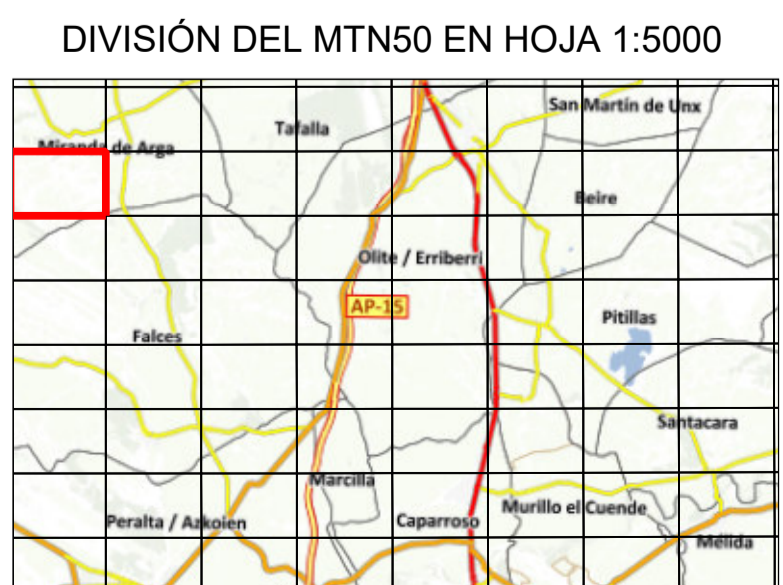 DIVISIÓN DEL MTN50 EN HOJA 1:5000
San Martín de Unx
Tafalla
Miranda de Arga
Beire
Olite / Erriberri
AP-15
Pitillas
Falces
Santacara
Marcilla
Murillo el Cuende
Peralta / Azkoien
Caparroso
Mélida